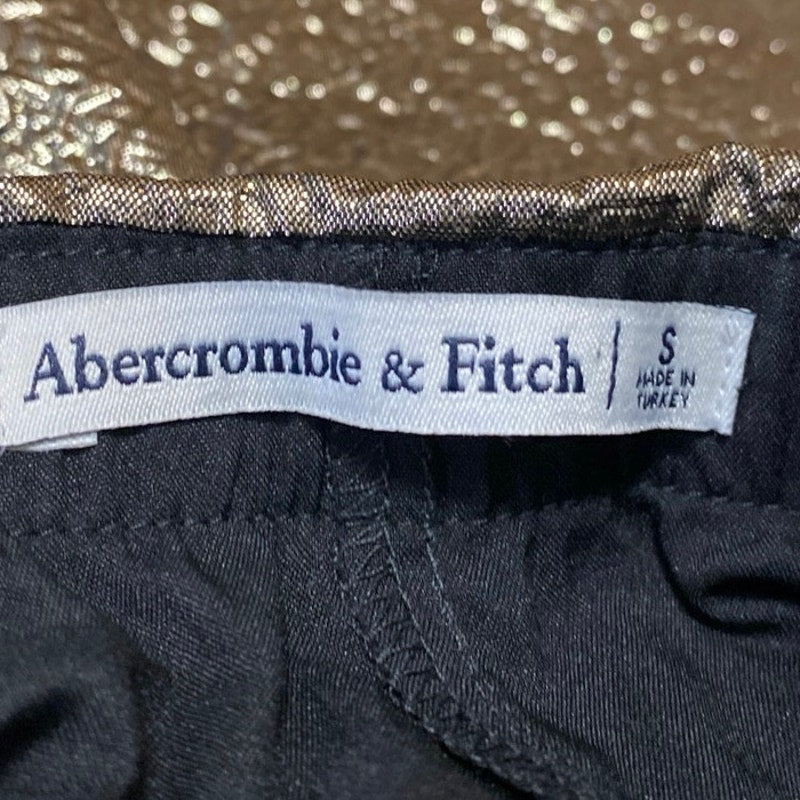 Abercrombie & Fitch
S
MADE IN
TURKEY